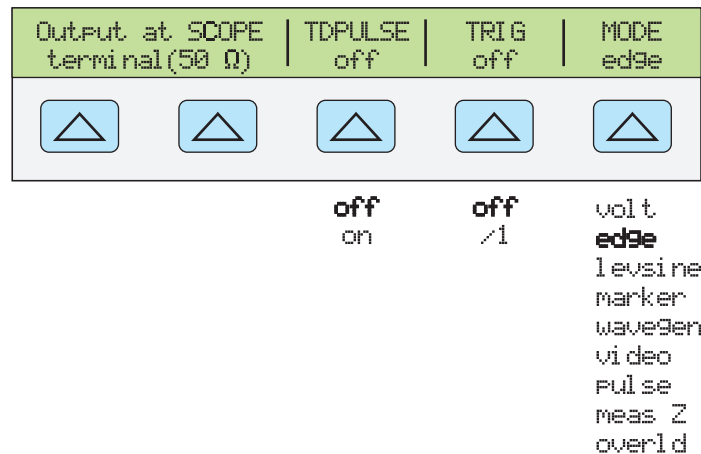 Output at SCOPE
terminal(50 Ω)
TDPULSE
off
TRIG
off
MODE
edge
off
on
off
/1
volt
edge
levsine
marker
wavegen
video
pulse
meas Z
overld